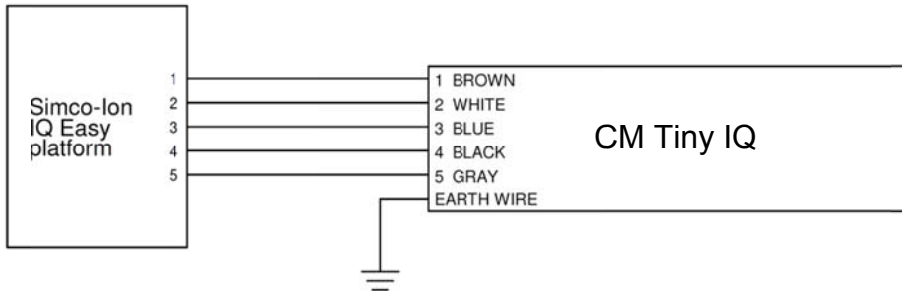 Simco-Ion
IQ Easy
platform
1
2
3
4
5
1 BROWN
2 WHITE
3 BLUE
4 BLACK
5 GRAY
EARTH WIRE
CM Tiny IQ